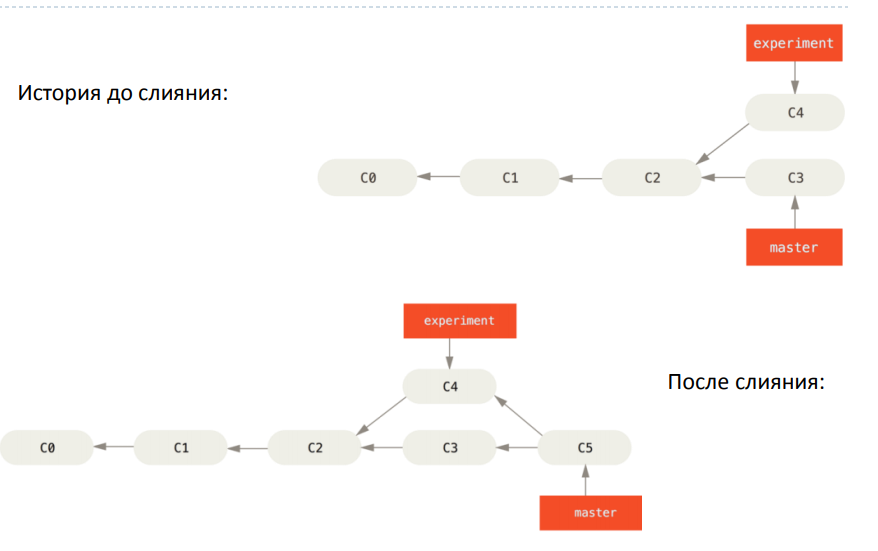 experiment
История до слияния:
C4
C0 C1 C2 C3
master
experiment
После слияния:
C4
C0 C1 C2 C3 C5
master